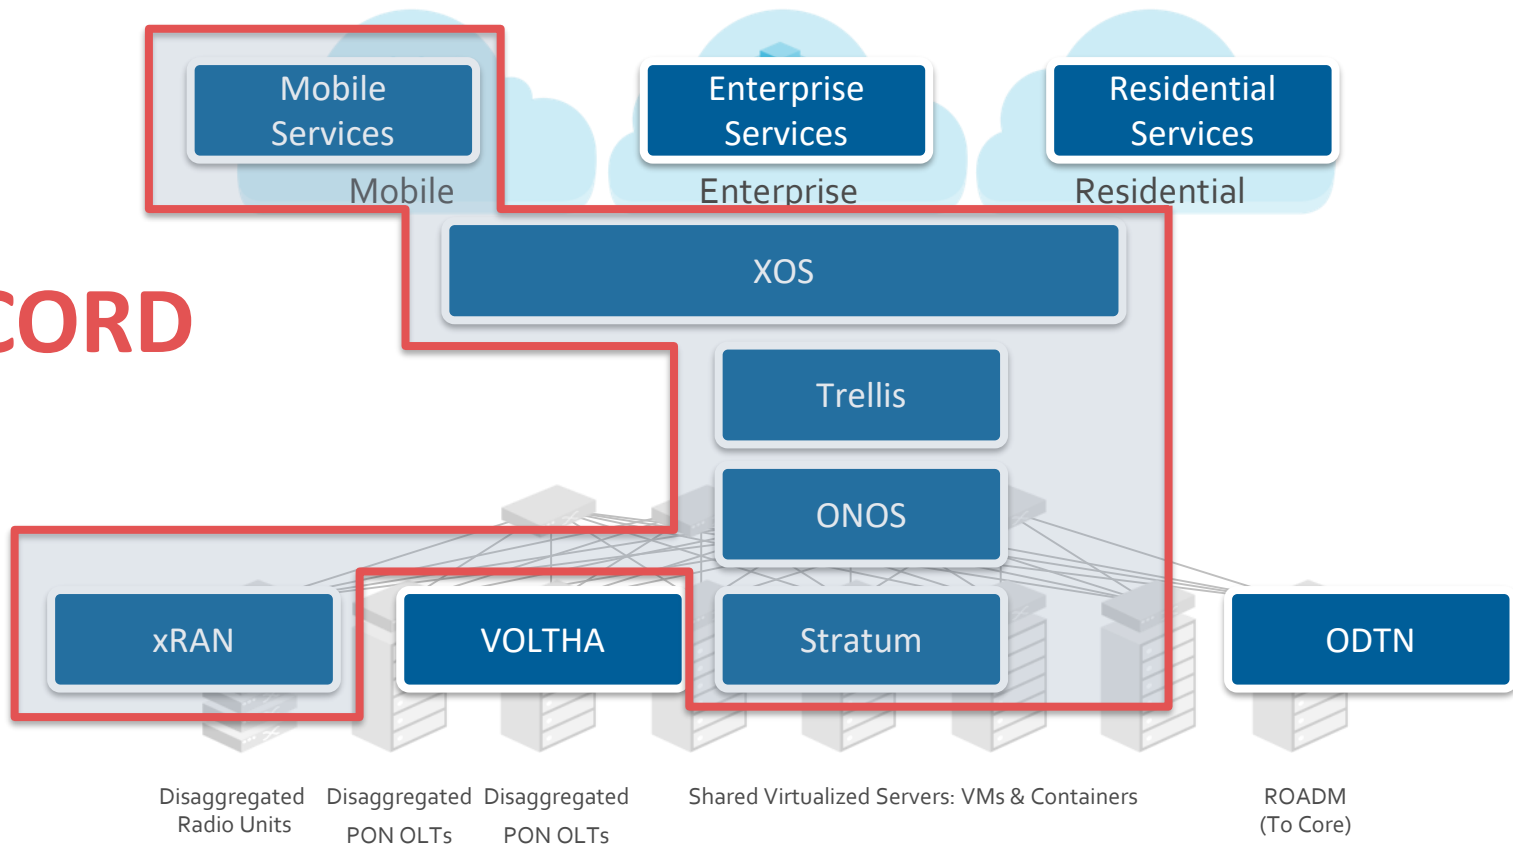 Mobile
Services
Enterprise
Services
Residential
Services
Mobile
Enterprise
Residential
XOS
CORD
Trellis
ONOS
xRAN
VOLTHA
Stratum
ODTN
Disaggregated
Radio Units
Disaggregated
PON OLTs
Disaggregated
PON OLTs
Shared Virtualized Servers: VMs & Containers
ROADM
(To Core)